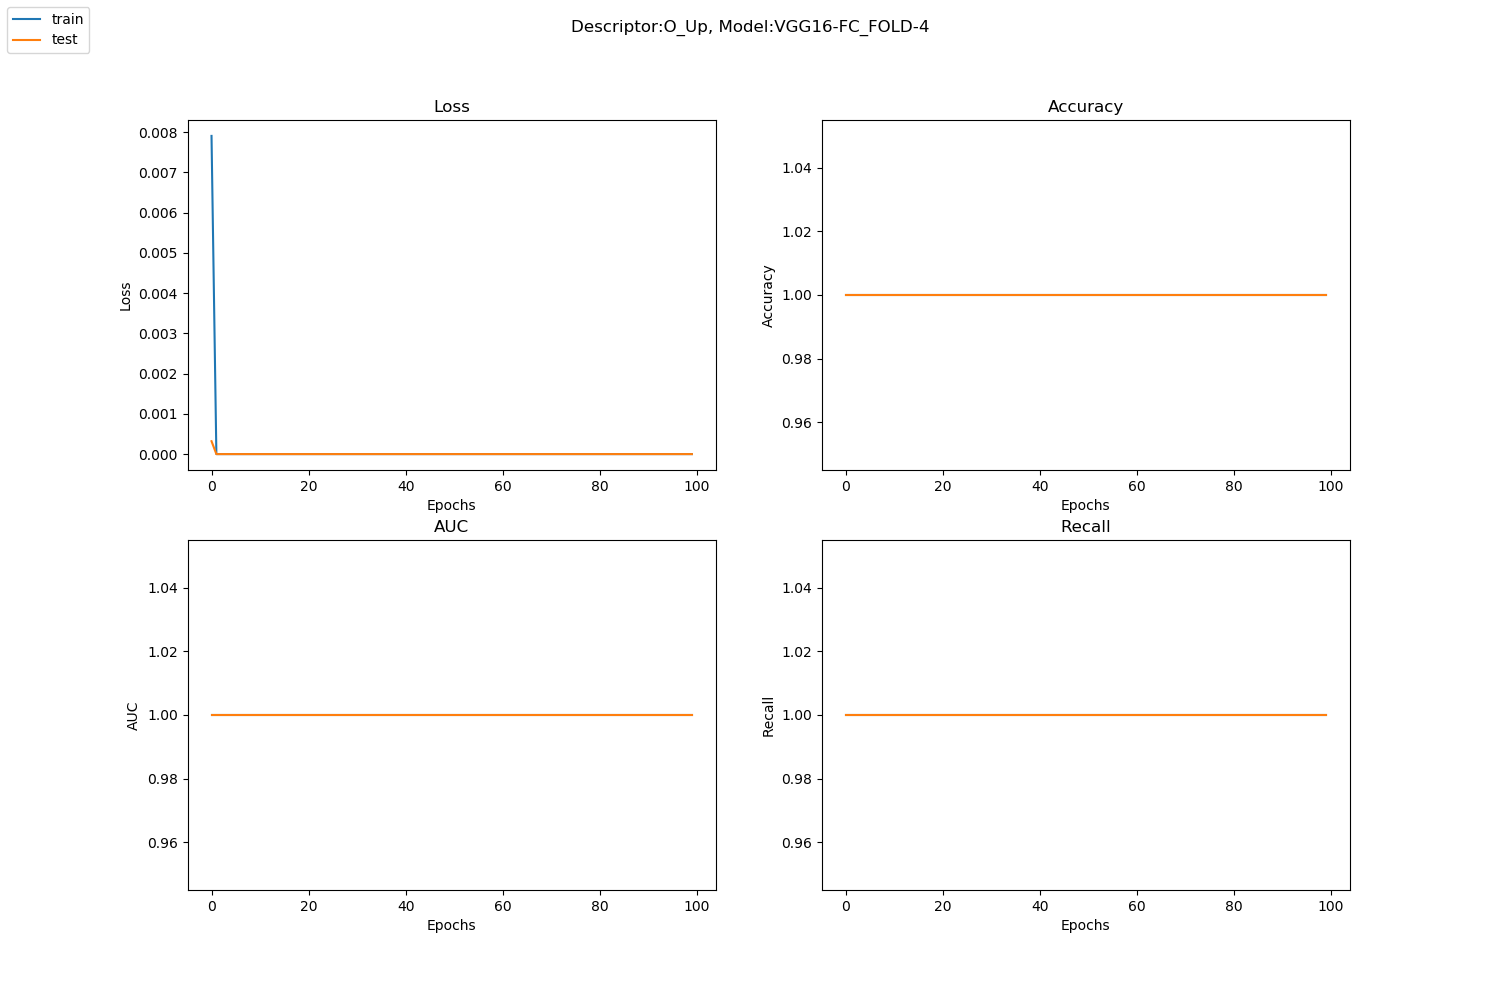 train
test
Descriptor:O_Up, Model:VGG16-FC_FOLD-4
Loss
0.008
0.007
0.006
0.005
0.004
0.003
0.002
0.001
0.000
Loss
0 20 40 60 80 100
Epochs
Accuracy
1.04
1.02
1.00
0.98
0.96
Accuracy
0 20 40 60 80 100
Epochs
AUC
1.04
1.02
1.00
0.98
0.96
AUC
0 20 40 60 80 100
Epochs
Recall
1.04
1.02
1.00
0.98
0.96
Recall
0 20 40 60 80 100
Epochs